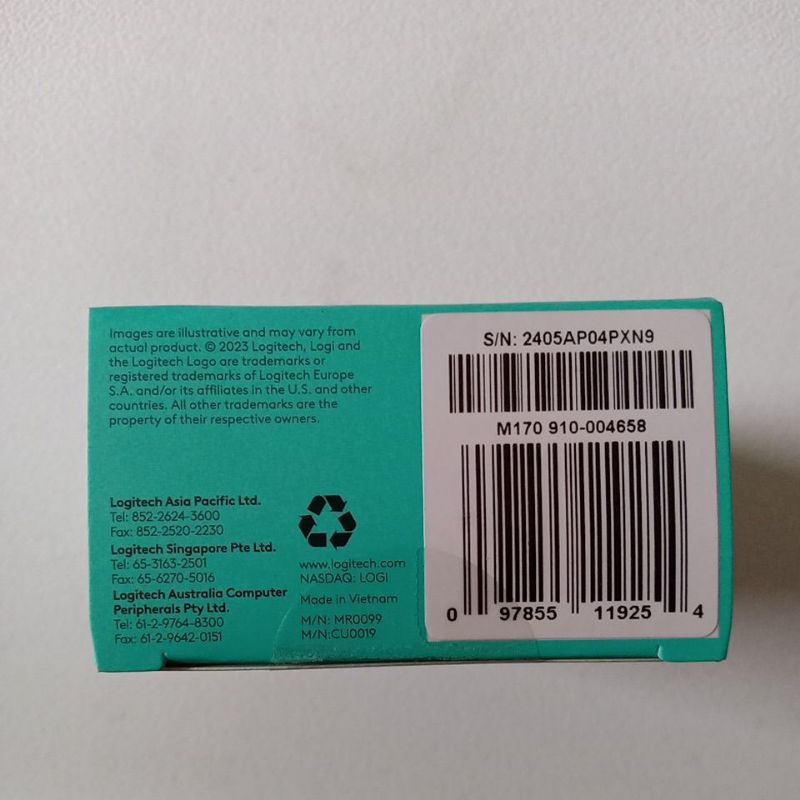 Images are illustrative and may vary from
actual product. © 2023 Logitech, Logi and
the Logitech Logo are trademarks or
registered trademarks of Logitech Europe
S.A. and/or its affiliates in the U.S. and other
countries. All other trademarks are the
property of their respective owners.
Logitech Asia Pacific Ltd.
Tel: 852-2624-3600
Fax: 852-2520-2230
Logitech Singapore Pte Ltd.
Tel: 65-3163-2501
Fax: 65-6270-5016
Logitech Australia Computer
Peripherals Pty Ltd.
Tel: 61-2-9764-8300
Fax: 61-2-9642-0151
www.logitech.com
NASDAQ: LOGI
Made in Vietnam
M/N: MR0099
M/N:CU0019
S/N: 2405AP04PXN9
M170 910-004658
0 97855 11925 4